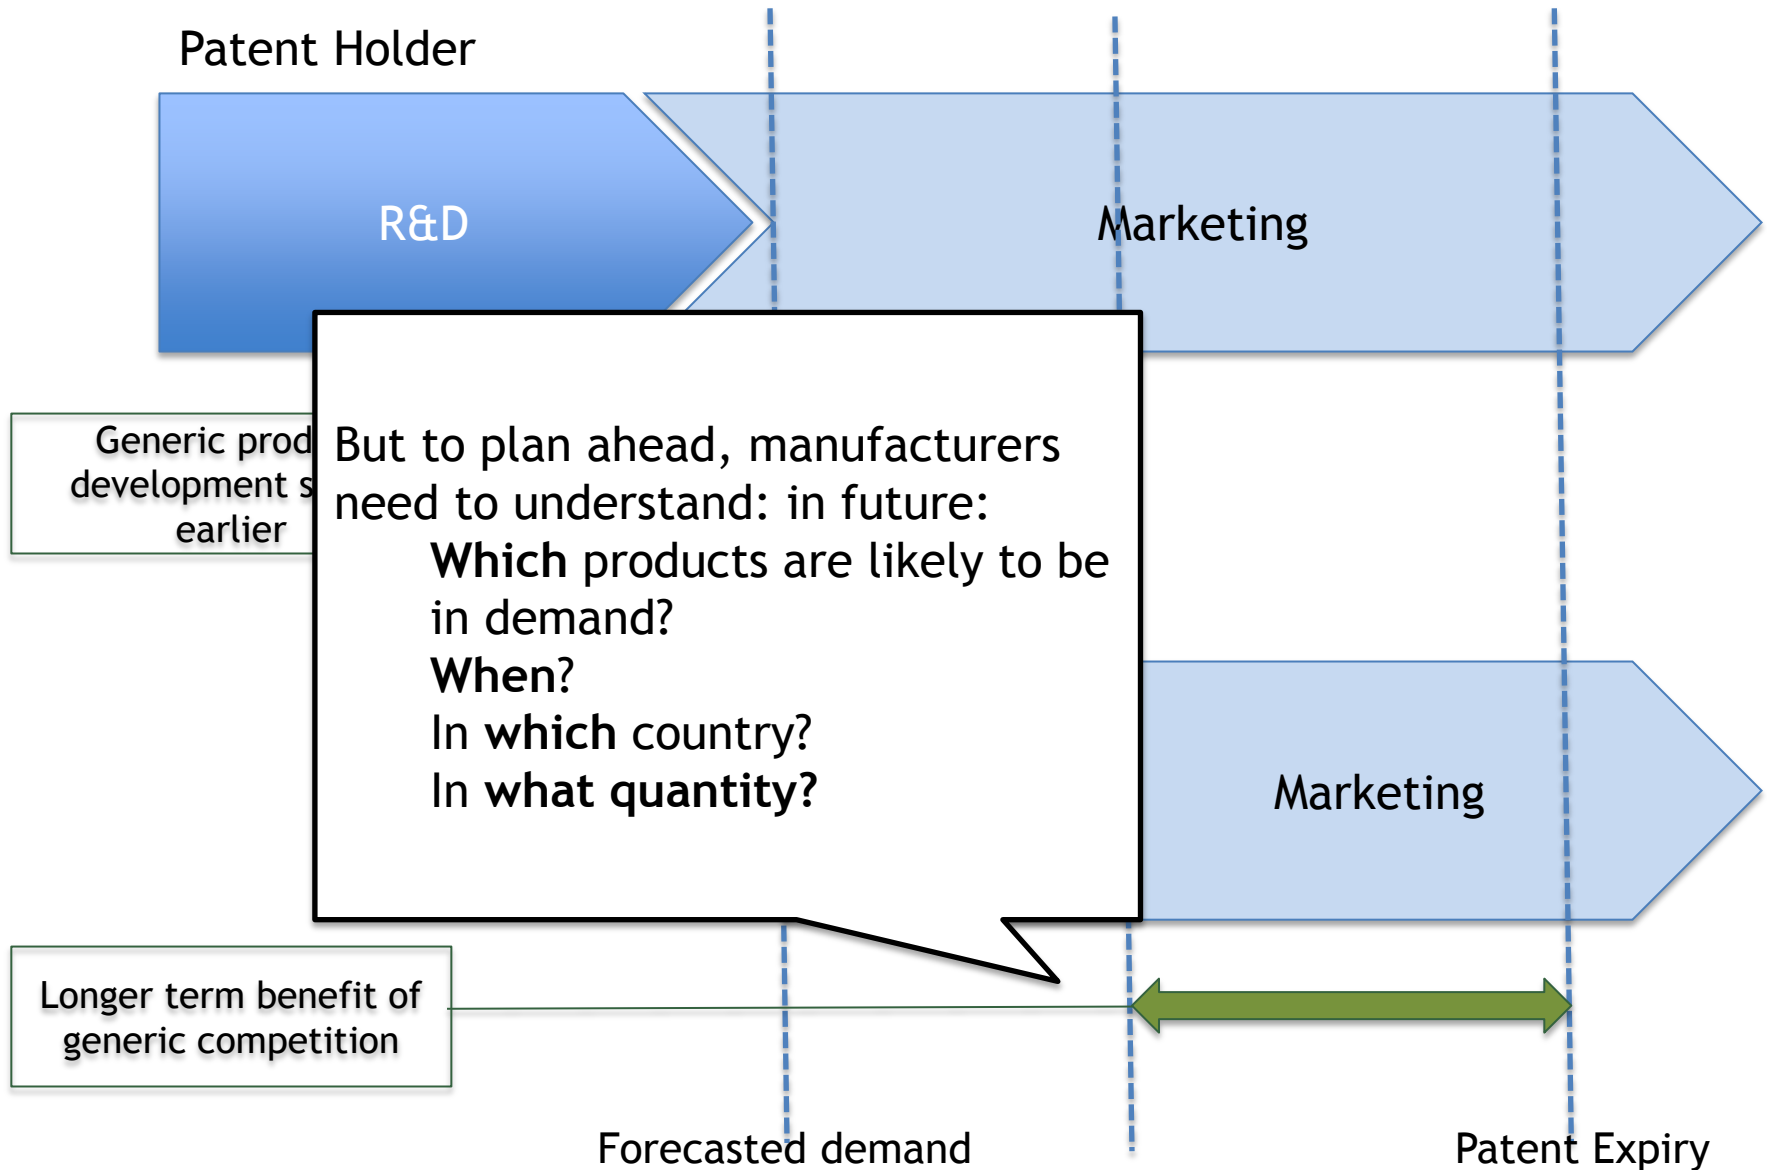 Patent Holder
R&D
Marketing
Generic prod
development s
earlier
But to plan ahead, manufacturers
need to understand: in future:
Which products are likely to be
in demand?
When?
In which country?
In what quantity?
Marketing
Longer term benefit of
generic competition
Forecasted demand
Patent Expiry